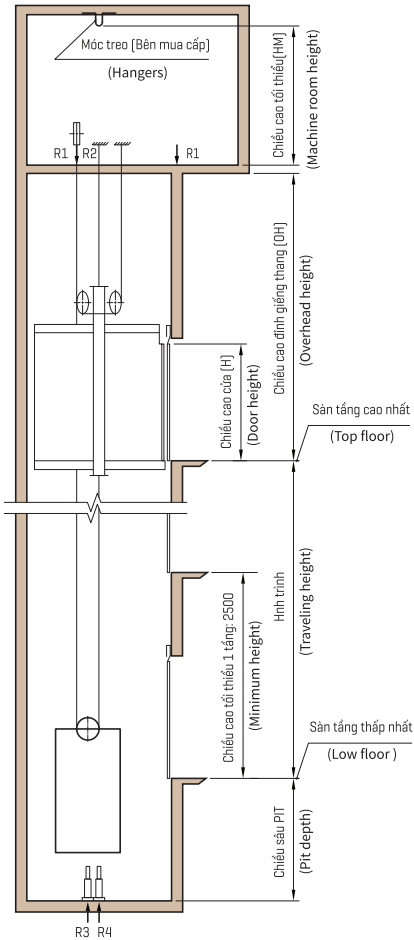 Móc treo [Bên mua cấp]
(Hangers)
Chiều cao tối thiểu[HM]
(Machine room height)
R1
R2
R1
Chiều cao đỉnh giếng thang [OH]
(Overhead height)
Chiều cao cửa [H]
(Door height)
Sàn tầng cao nhất
(Top floor)
Chiều cao tối thiểu 1 tầng: 2500
(Minimum height)
Hnh trình
(Traveling height)
Sàn tầng thấp nhất
(Low floor )
Chiều sâu PIT
(Pit depth)
R3
R4